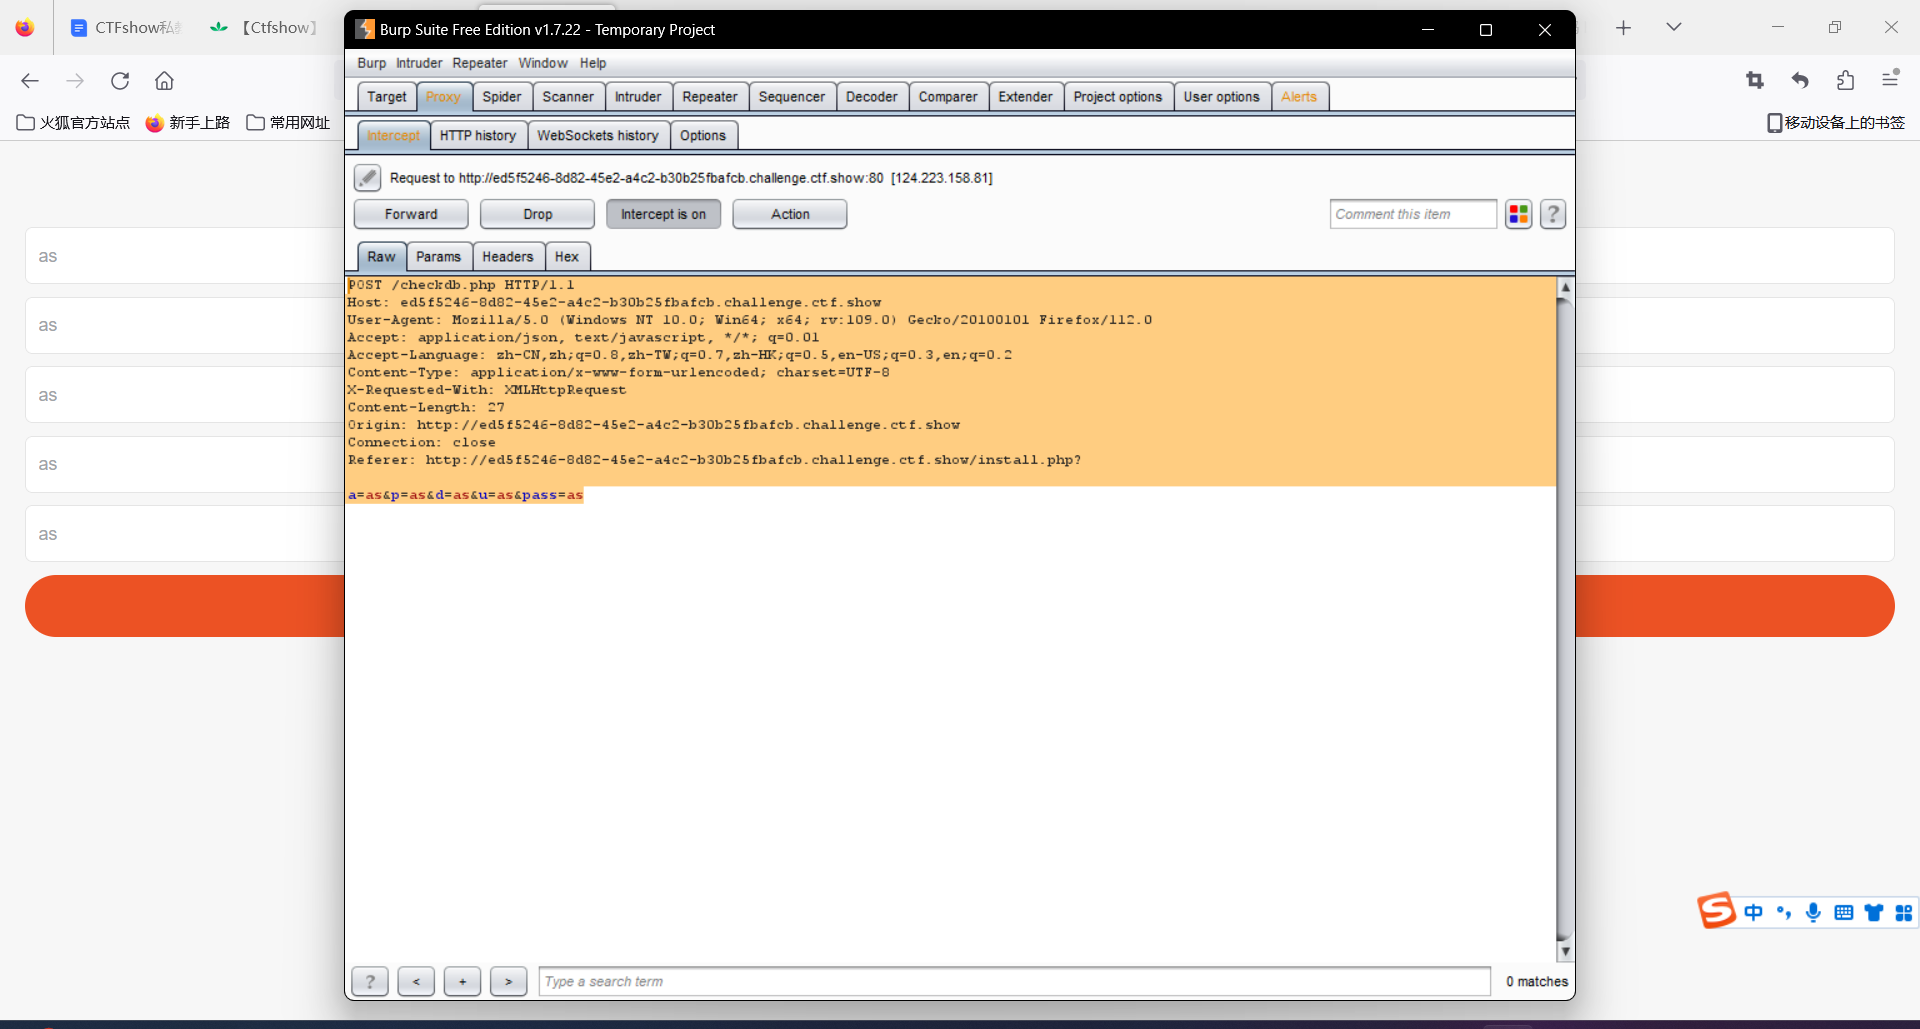 CTFshow私
【Ctfshow】
火狐官方站点
新手上路
常用网址
移动设备上的书签
as
as
as
as
as
Burp Suite Free Edition v1.7.22 - Temporary Project
Burp Intruder Repeater Window Help
Target Proxy Spider Scanner Intruder Repeater Sequencer Decoder Comparer Extender Project options User options Alerts
Intercept HTTP history WebSockets history Options
Request to http://ed5f5246-8d82-45e2-a4c2-b30b25fbafcb.challenge.ctf.show:80 [124.223.158.81]
Forward Drop Intercept is on Action Comment this item ?
Raw Params Headers Hex
POST /checkdb.php HTTP/1.1
Host: ed5f5246-8d82-45e2-a4c2-b30b25fbafcb.challenge.ctf.show
User-Agent: Mozilla/5.0 (Windows NT 10.0; Win64; x64; rv:109.0) Gecko/20100101 Firefox/112.0
Accept: application/json, text/javascript, */*; q=0.01
Accept-Language: zh-CN,zh;q=0.8,zh-TW;q=0.7,zh-HK;q=0.5,en-US;q=0.3,en;q=0.2
Content-Type: application/x-www-form-urlencoded; charset=UTF-8
X-Requested-With: XMLHttpRequest
Content-Length: 27
Origin: http://ed5f5246-8d82-45e2-a4c2-b30b25fbafcb.challenge.ctf.show
Connection: close
Referer: http://ed5f5246-8d82-45e2-a4c2-b30b25fbafcb.challenge.ctf.show/install.php?
a=as&p=as&d=as&u=as&pass=as
? < + > Type a search term 0 matches
S 中